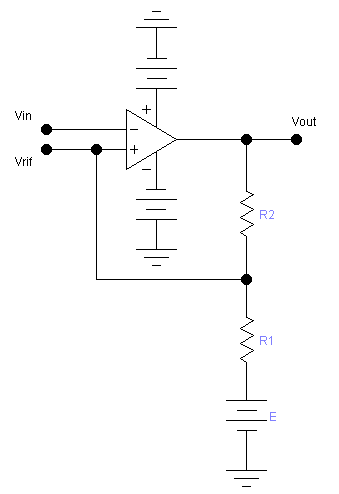 +
Vin
Vout
−
Vrif
+
−
R2
R1
E